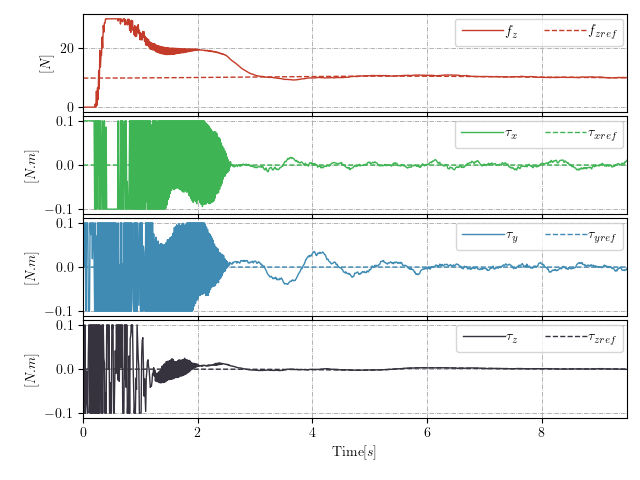 [N]
20
0
f_z f_zref
[N.m]
0.1
0.0
−0.1
τ_x τ_xref
[N.m]
0.1
0.0
−0.1
τ_y τ_yref
[N.m]
0.1
0.0
−0.1
τ_z τ_zref
0 2 4 6 8
Time[s]